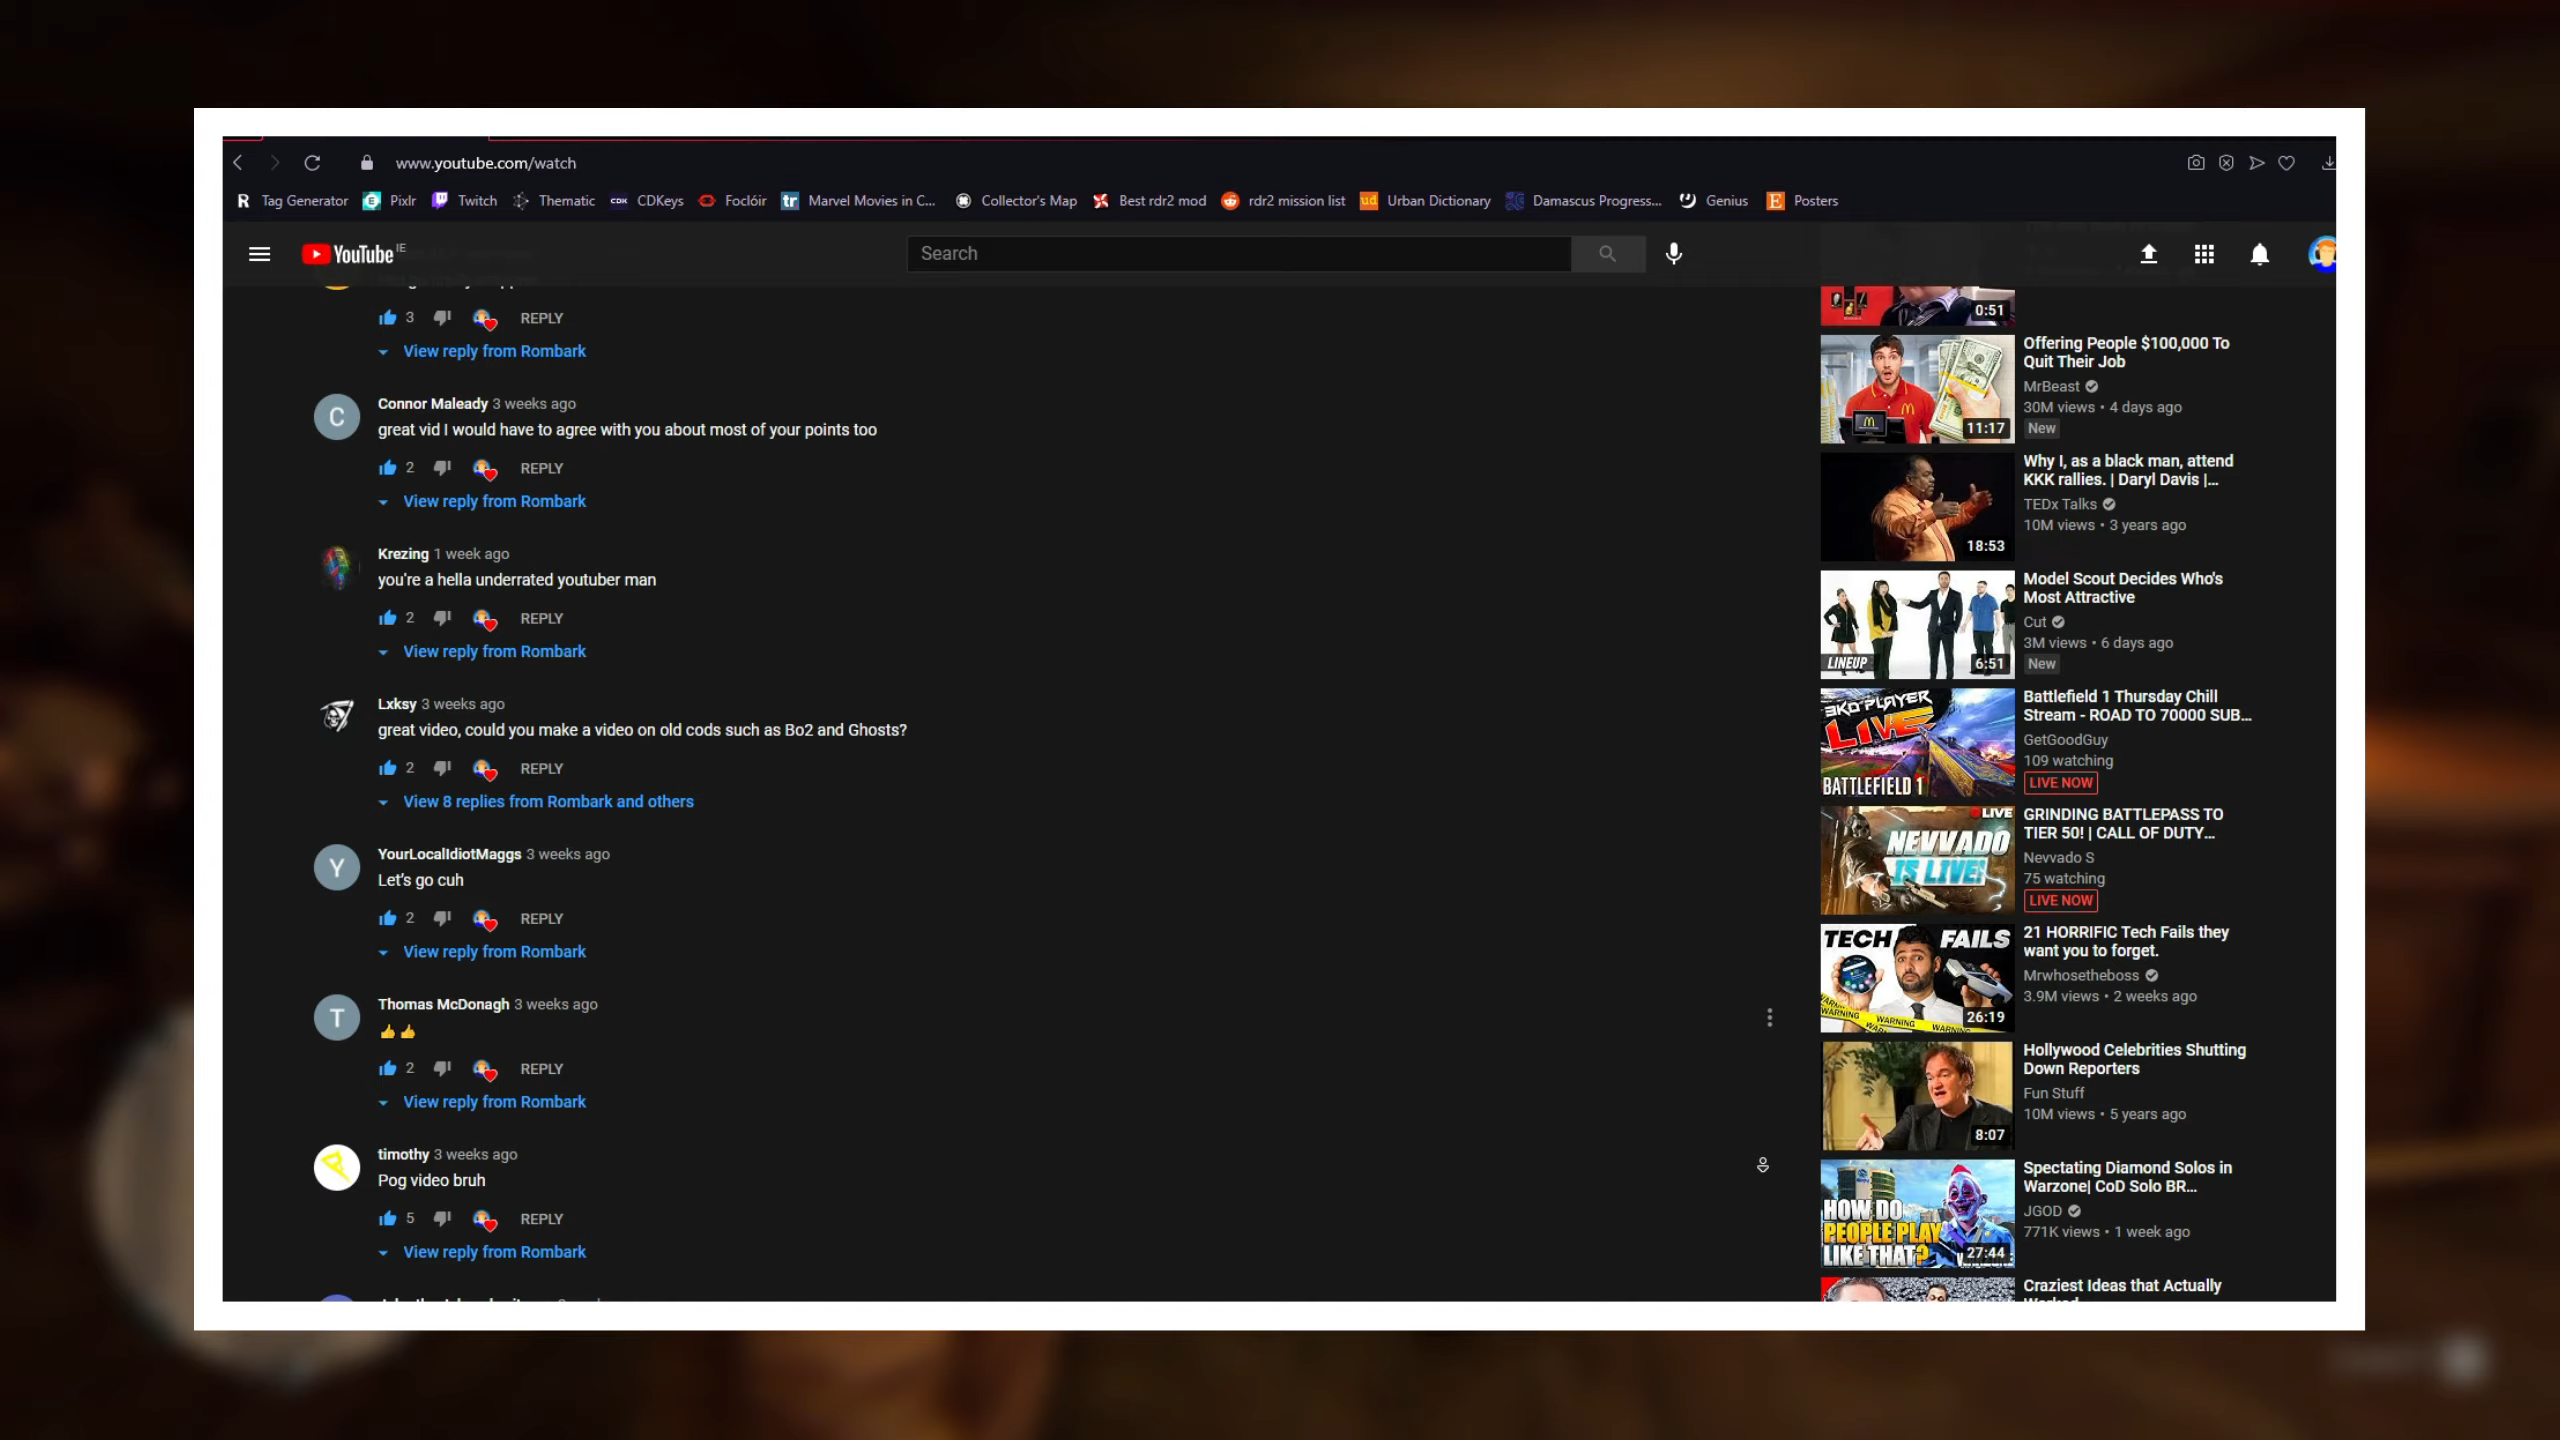 www.youtube.com/watch
Tag Generator Pixlr Twitch Thematic CDKeys Foclóir Marvel Movies in C... Collector's Map Best rdr2 mod rdr2 mission list Urban Dictionary Damascus Progress... Genius Posters
YouTube IE
Search
3 REPLY
View reply from Rombark
Connor Maleady 3 weeks ago
great vid I would have to agree with you about most of your points too
2 REPLY
View reply from Rombark
Krezing 1 week ago
you're a hella underrated youtuber man
2 REPLY
View reply from Rombark
Lxksy 3 weeks ago
great video, could you make a video on old cods such as Bo2 and Ghosts?
2 REPLY
View 8 replies from Rombark and others
YourLocalIdiotMaggs 3 weeks ago
Let's go cuh
2 REPLY
View reply from Rombark
Thomas McDonagh 3 weeks ago
👍👍
2 REPLY
View reply from Rombark
timothy 3 weeks ago
Pog video bruh
5 REPLY
View reply from Rombark
0:51
11:17
Offering People $100,000 To
Quit Their Job
MrBeast
30M views • 4 days ago
New
18:53
Why I, as a black man, attend
KKK rallies. | Daryl Davis |...
TEDx Talks
10M views • 3 years ago
LINEUP
6:51
Model Scout Decides Who's
Most Attractive
Cut
3M views • 6 days ago
New
3KD PLAYER
LIVE
BATTLEFIELD 1
Battlefield 1 Thursday Chill
Stream - ROAD TO 70000 SUB...
GetGoodGuy
109 watching
LIVE NOW
LIVE
NEVVADO
IS LIVE!
GRINDING BATTLEPASS TO
TIER 50! | CALL OF DUTY...
Nevvado S
75 watching
LIVE NOW
TECH FAILS
WARNING WARNING WARNING
26:19
21 HORRIFIC Tech Fails they
want you to forget.
Mrwhosetheboss
3.9M views • 2 weeks ago
8:07
Hollywood Celebrities Shutting
Down Reporters
Fun Stuff
10M views • 5 years ago
HOW DO
PEOPLE PLAY
LIKE THAT?
27:44
Spectating Diamond Solos in
Warzone| CoD Solo BR...
JGOD
771K views • 1 week ago
Craziest Ideas that Actually